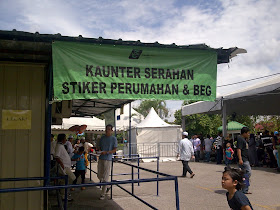 KAUNTER SERAHAN
STIKER PERUMAHAN & BEG